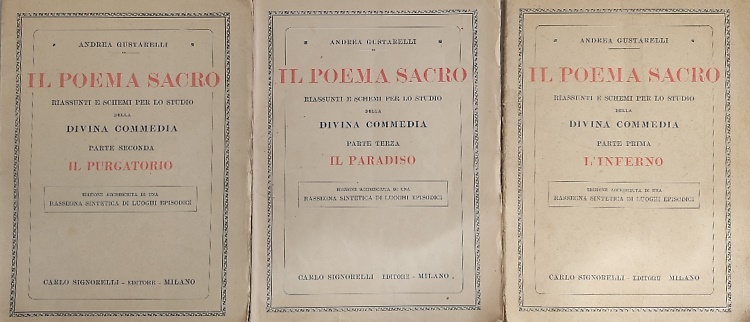 ANDREA GUSTARELLI
IL POEMA SACRO
RIASSUNTI E SCHEMI PER LO STUDIO
DELLA
DIVINA COMMEDIA
PARTE SECONDA
IL PURGATORIO
EDIZIONE ACCRESCIUTA DI UNA
RASSEGNA SINTETICA DI LUOGHI EPISODICI
CARLO SIGNORELLI - EDITORE - MILANO
ANDREA GUSTARELLI
IL POEMA SACRO
RIASSUNTI E SCHEMI PER LO STUDIO
DELLA
DIVINA COMMEDIA
PARTE TERZA
IL PARADISO
EDIZIONE ACCRESCIUTA DI UNA
RASSEGNA SINTETICA DI LUOGHI EPISODICI
CARLO SIGNORELLI - EDITORE - MILANO
ANDREA GUSTARELLI
IL POEMA SACRO
RIASSUNTI E SCHEMI PER LO STUDIO
DELLA
DIVINA COMMEDIA
PARTE PRIMA
L'INFERNO
EDIZIONE ACCRESCIUTA DI UNA
RASSEGNA SINTETICA DI LUOGHI EPISODICI
CARLO SIGNORELLI - EDITORE - MILANO